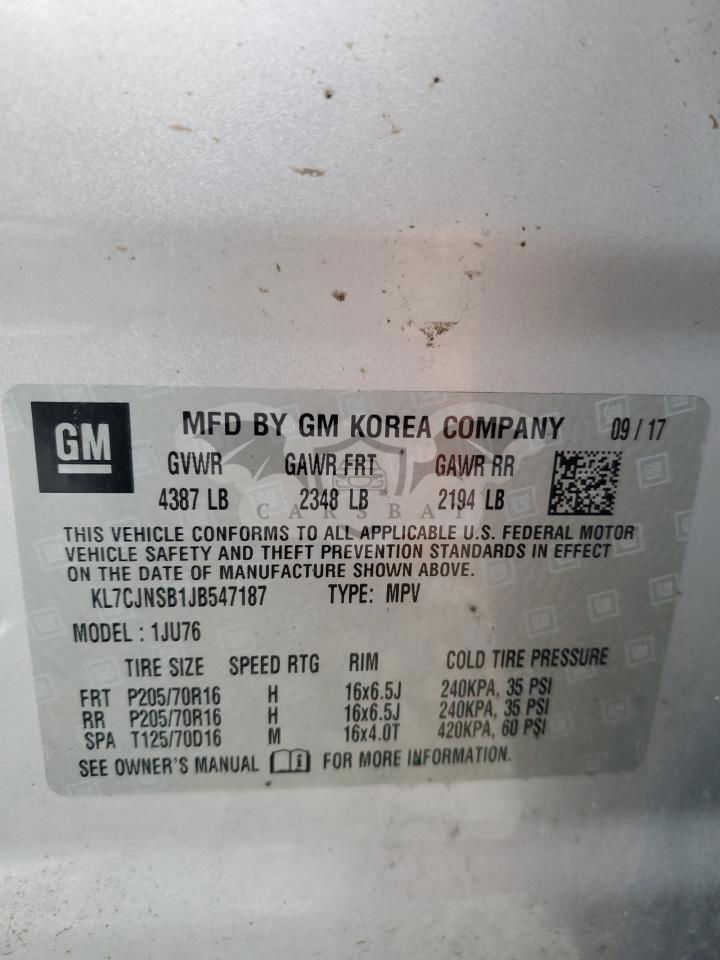 GM
MFD BY GM KOREA COMPANY 09/17
GVWR GAWR FRT GAWR RR
4387 LB 2348 LB 2194 LB
CARSBAT
THIS VEHICLE CONFORMS TO ALL APPLICABLE U.S. FEDERAL MOTOR
VEHICLE SAFETY AND THEFT PREVENTION STANDARDS IN EFFECT
ON THE DATE OF MANUFACTURE SHOWN ABOVE.
KL7CJNSB1JB547187 TYPE: MPV
MODEL : 1JU76
TIRE SIZE SPEED RTG RIM COLD TIRE PRESSURE
FRT P205/70R16 H 16x6.5J 240KPA, 35 PSI
RR P205/70R16 H 16x6.5J 240KPA, 35 PSI
SPA T125/70D16 M 16x4.0T 420KPA, 60 PSI
SEE OWNER'S MANUAL FOR MORE INFORMATION.